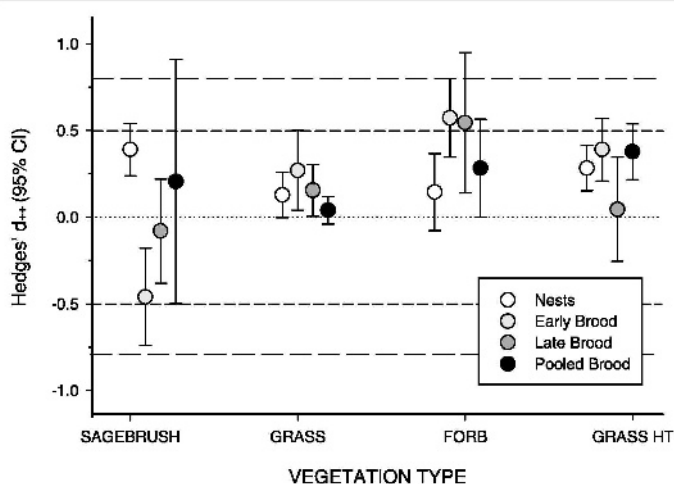 Hedges' d++ (95% CI)
1.0
0.5
0.0
-0.5
-1.0
Nests
Early Brood
Late Brood
Pooled Brood
SAGEBRUSH GRASS FORB GRASS HT
VEGETATION TYPE